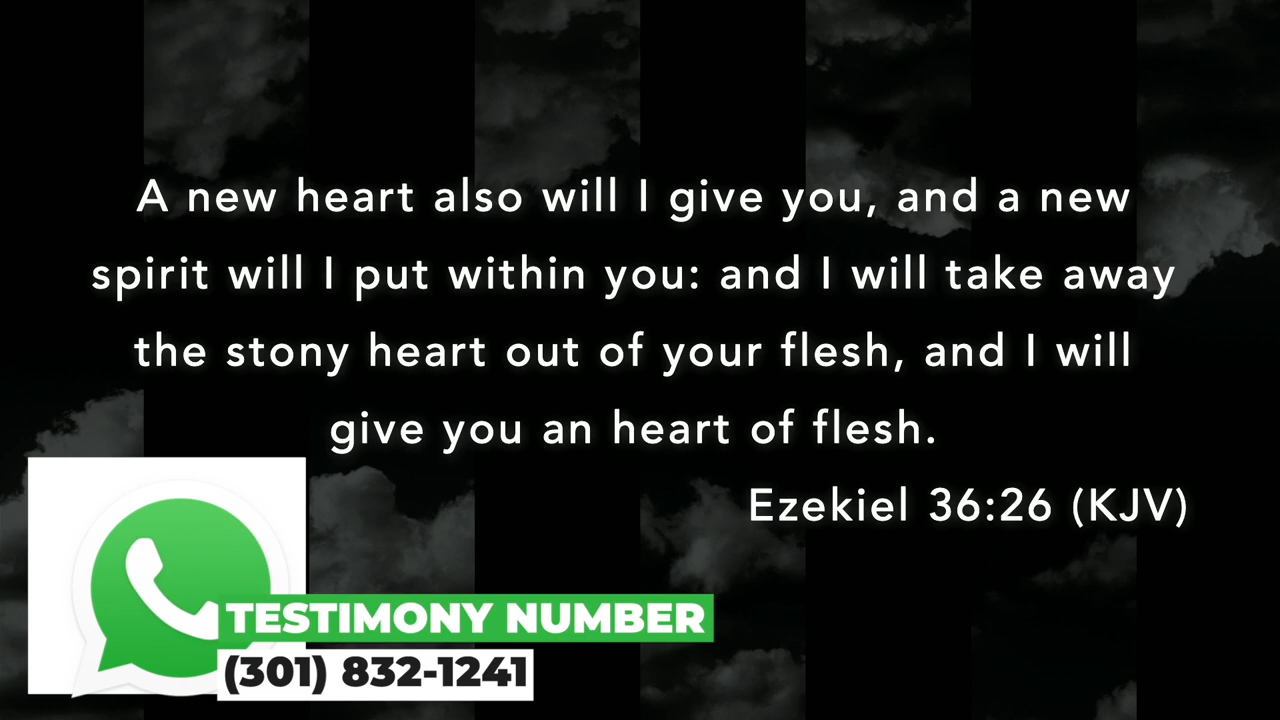 A new heart also will I give you, and a new
spirit will I put within you: and I will take away
the stony heart out of your flesh, and I will
give you an heart of flesh.
Ezekiel 36:26 (KJV)
TESTIMONY NUMBER
(301) 832-1241